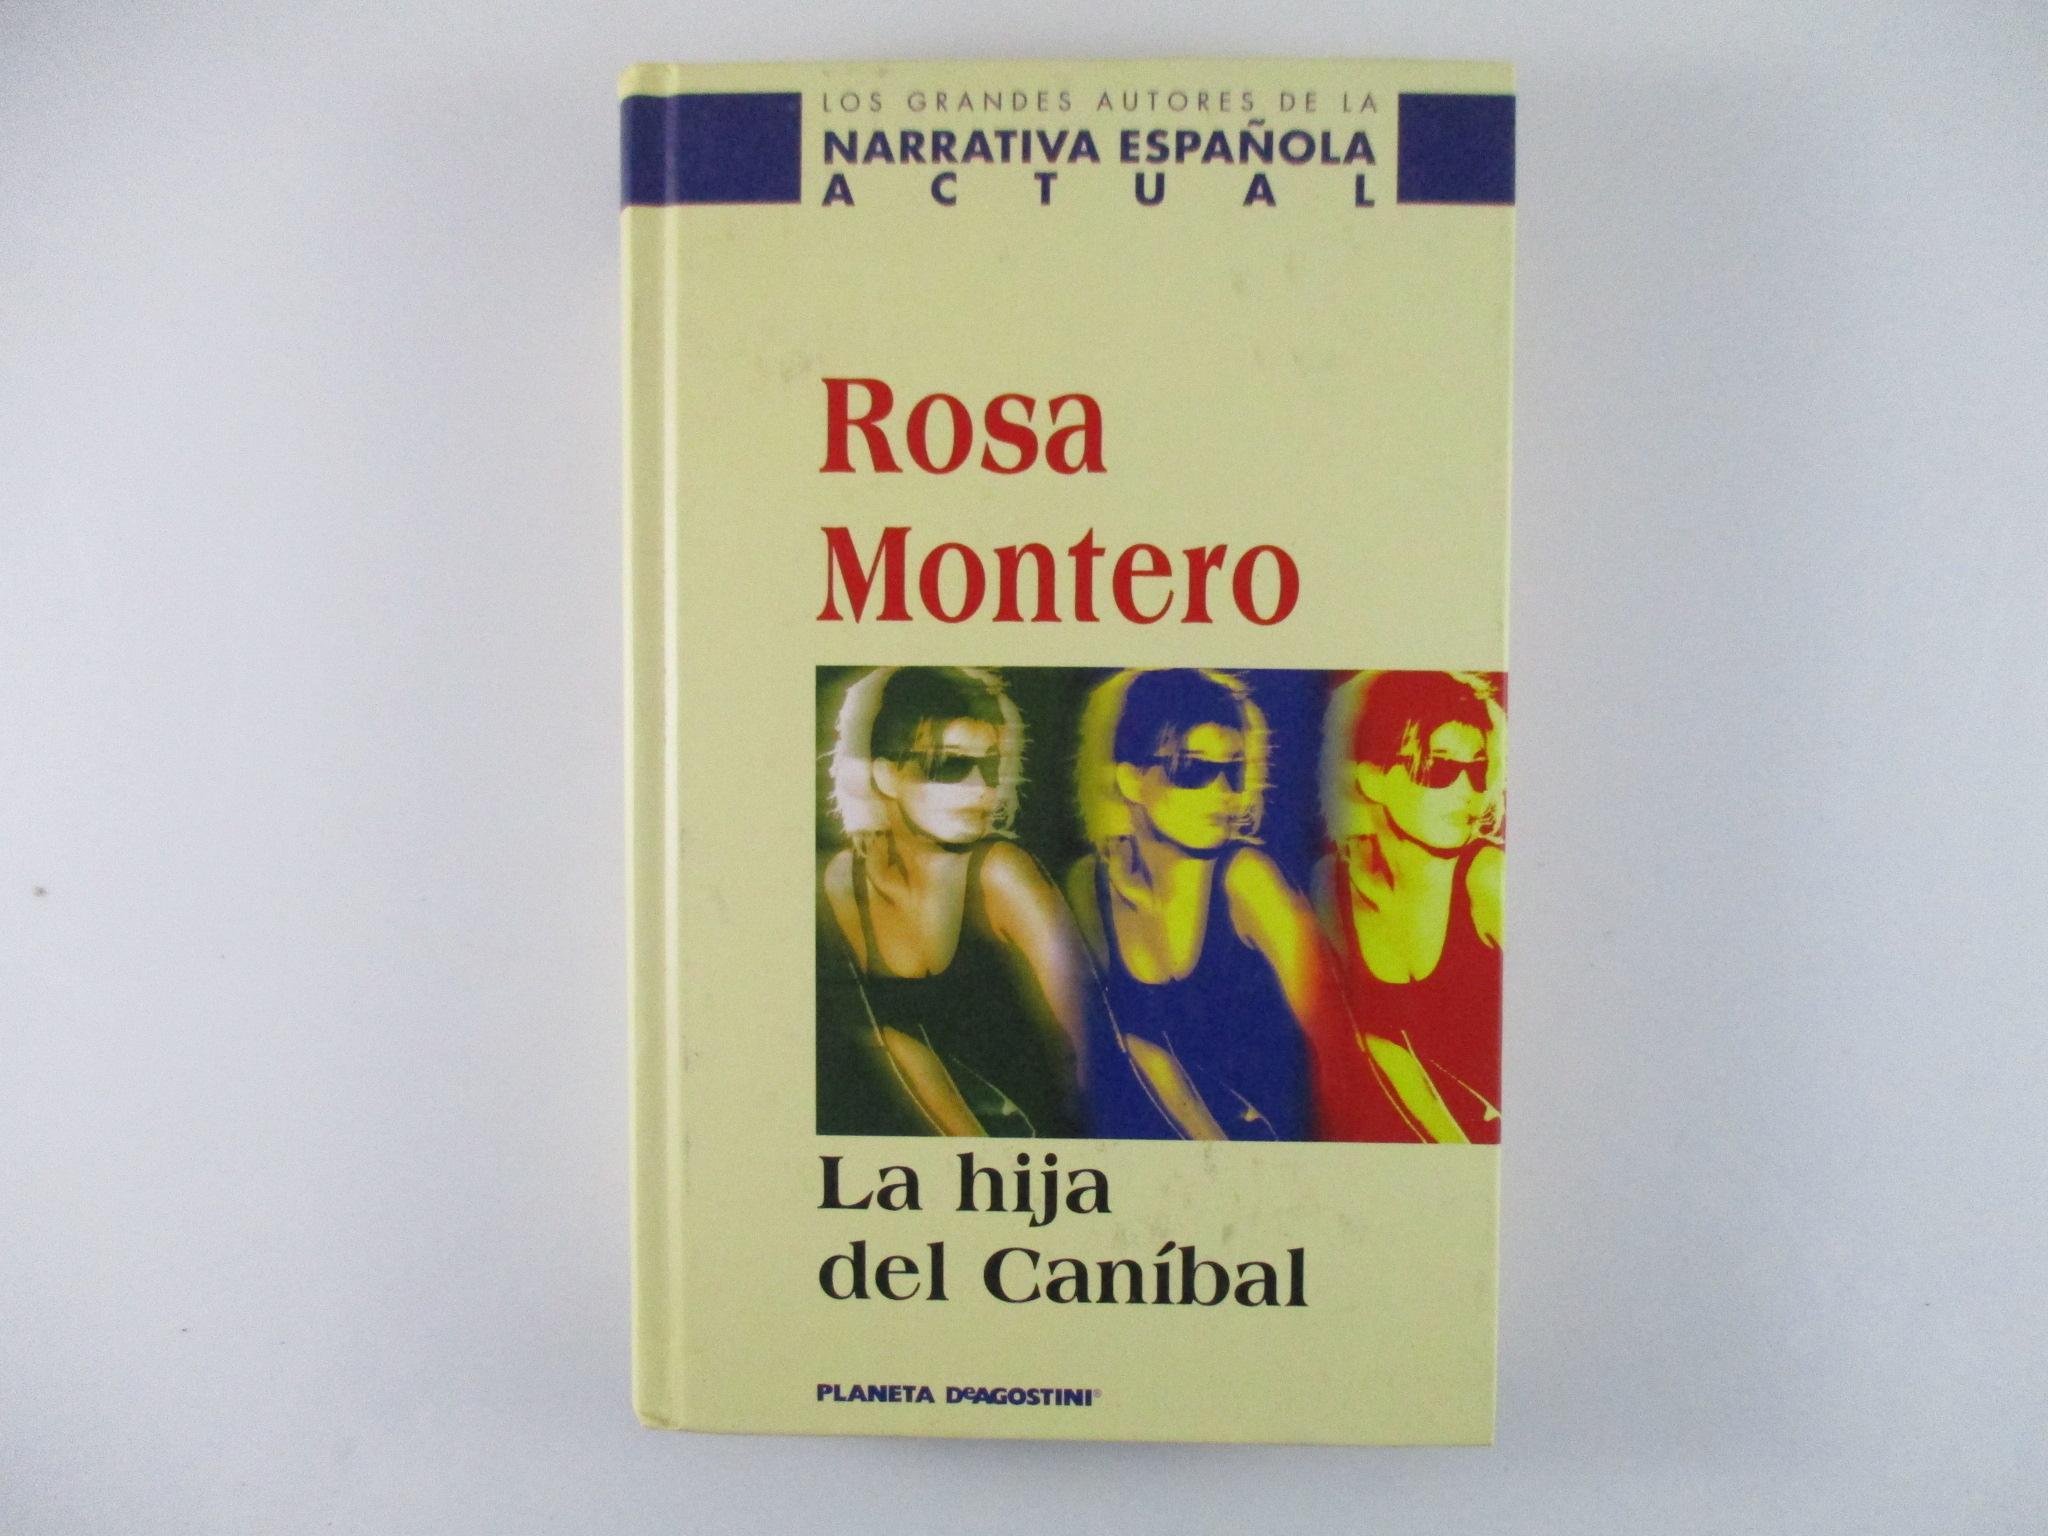 LOS GRANDES AUTORES DE LA
NARRATIVA ESPAÑOLA
ACTUAL
Rosa
Montero
La hija
del Caníbal
PLANETA DeAGOSTINI®